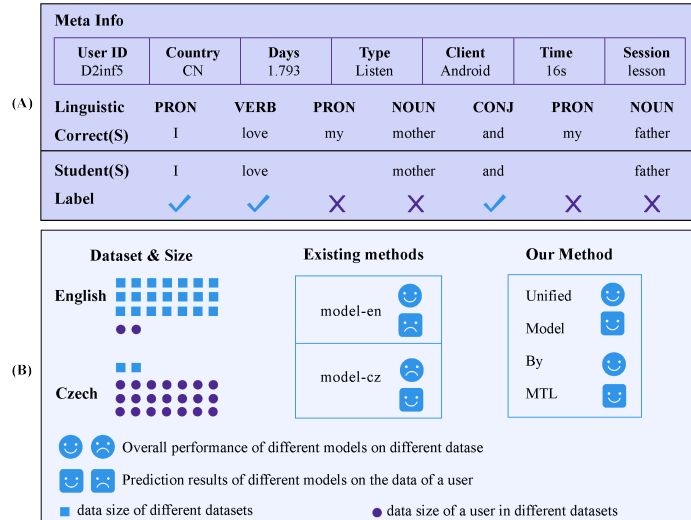 (A)
Meta Info
User ID Country Days Type Client Time Session
D2inf5 CN 1.793 Listen Android 16s lesson
Linguistic PRON VERB PRON NOUN CONJ PRON NOUN
Correct(S) I love my mother and my father
Student(S) I love mother and father
Label
(B)
Dataset & Size Existing methods Our Method
English
Czech
model-en
model-cz
Unified
Model
By
MTL
Overall performance of different models on different datase
Prediction results of different models on the data of a user
data size of different datasets data size of a user in different datasets